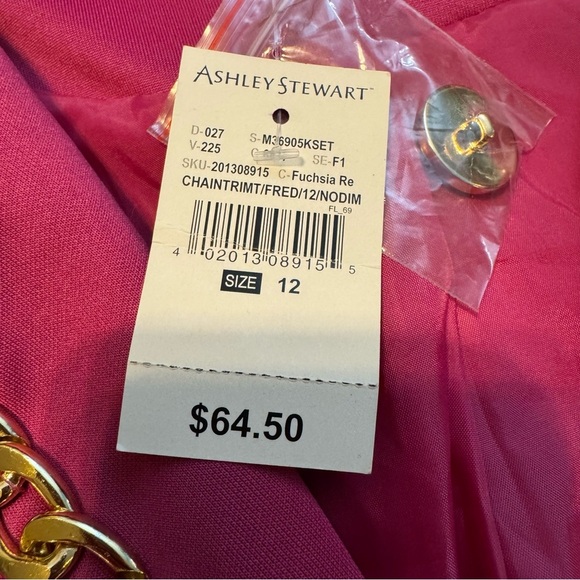 ASHLEY STEWART™
D-027 S-M36905KSET
V-225 SE-F1
SKU-201308915 C-Fuchsia Re
CHAINTRIMT/FRED/12/NODIM
FL_69
4 02013 08915 5
SIZE 12
$64.50